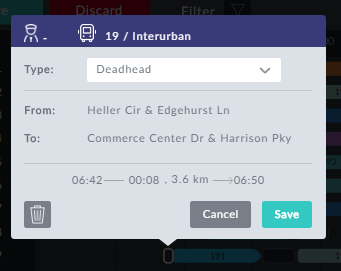 Discard
Filter
- 19 / Interurban
Type: Deadhead
From: Heller Cir & Edgehurst Ln
To: Commerce Center Dr & Harrison Pky
06:42 00:08 . 3.6 km 06:50
Cancel Save
191